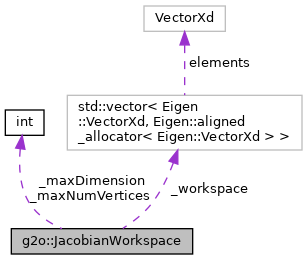 VectorXd
elements
std::vector< Eigen
::VectorXd, Eigen::aligned
_allocator< Eigen::VectorXd > >
int
_maxDimension
_maxNumVertices
_workspace
g2o::JacobianWorkspace